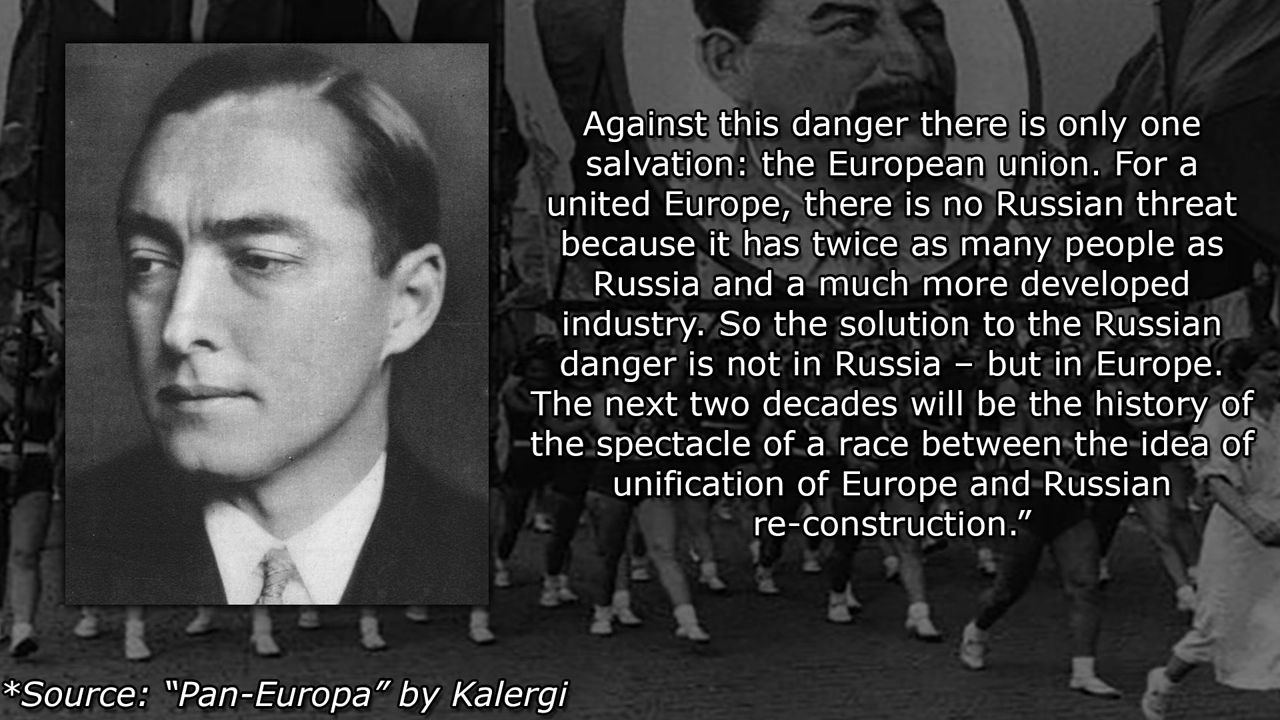 Against this danger there is only one
salvation: the European union. For a
united Europe, there is no Russian threat
because it has twice as many people as
Russia and a much more developed
industry. So the solution to the Russian
danger is not in Russia – but in Europe.
The next two decades will be the history of
the spectacle of a race between the idea of
unification of Europe and Russian
re-construction.”
*Source: “Pan-Europa” by Kalergi